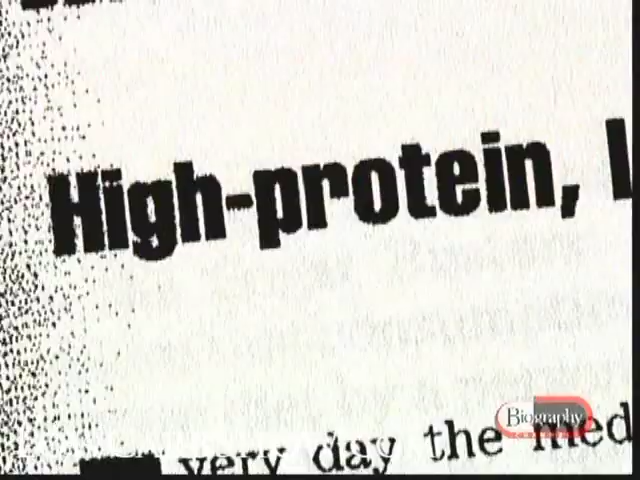 High-protein,
very day the med
Biography